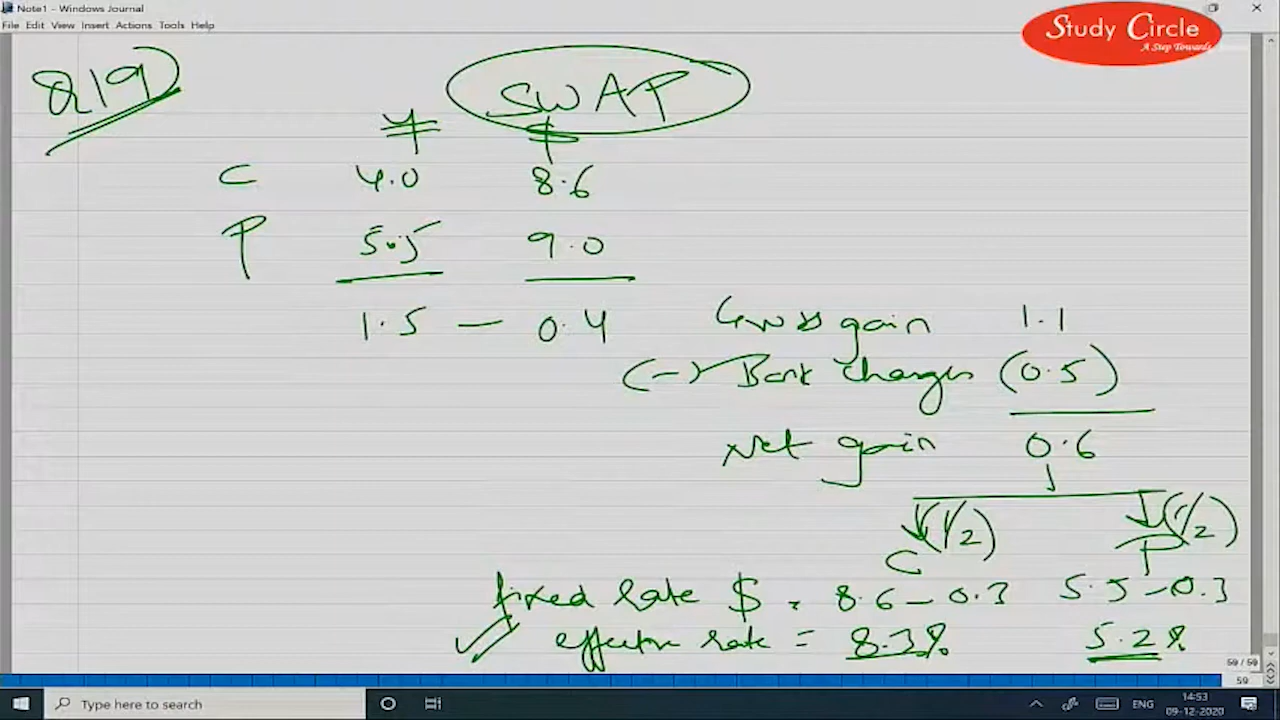 Note1 - Windows Journal
File Edit View Insert Actions Tools Help
Study Circle
A Step Towards
Q19)
SWAP
¥ $
C 4.0 8.6
P 5.5 9.0
1.5 — 0.4 Gross gain 1.1
(-) Bank charges (0.5)
Net gain 0.6
(1/2) (1/2)
C P
fixed rate $ = 8.6 - 0.3 5.5 - 0.3
effective rate = 8.3% 5.2%
59 / 59
59
Type here to search
ENG
14:53
09-12-2020